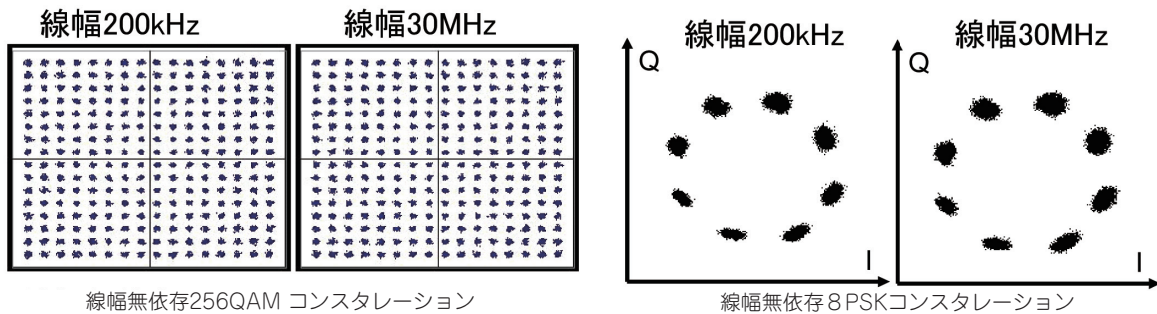 線幅200kHz
線幅30MHz
線幅無依存256QAM コンスタレーション
線幅200kHz
線幅30MHz
Q
I
Q
I
線幅無依存8PSKコンスタレーション